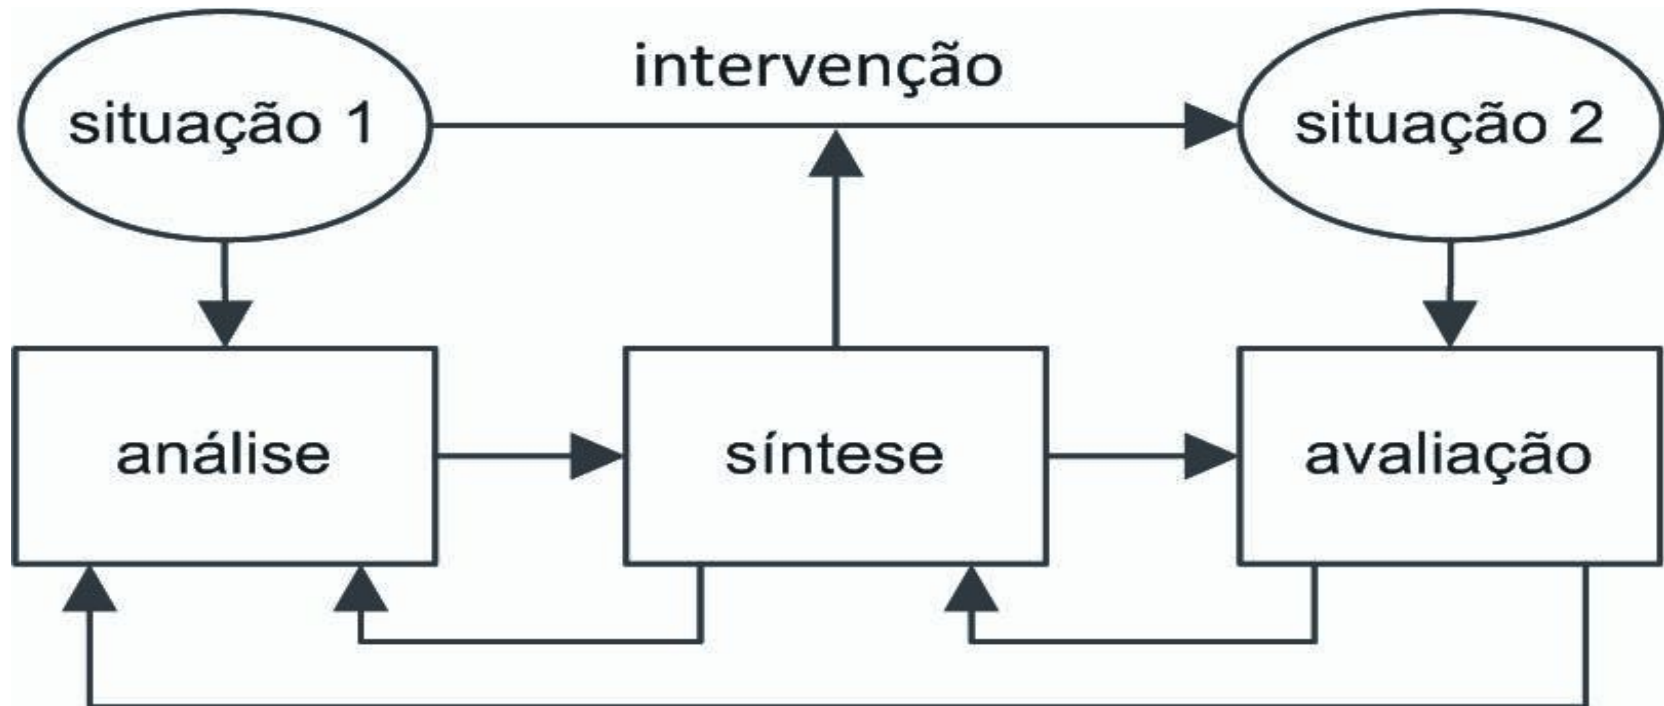 intervenção
situação 1
situação 2
análise
síntese
avaliação